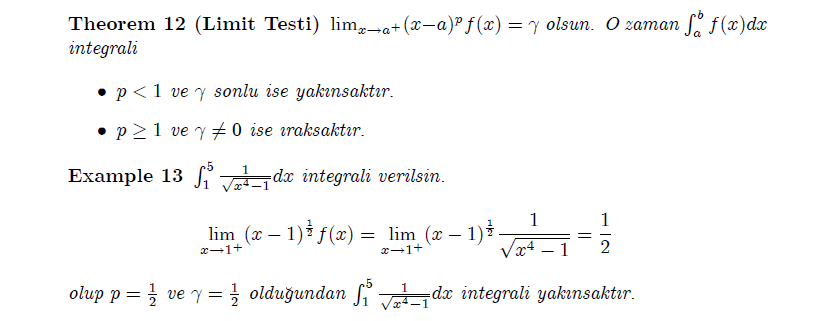 Theorem 12 (Limit Testi) lim_{x→a+}(x−a)^p f(x) = γ olsun. O zaman ∫_a^b f(x)dx
integrali
• p < 1 ve γ sonlu ise yakınsaktır.
• p ≥ 1 ve γ ≠ 0 ise ıraksaktır.
Example 13 ∫_1^5 1/√(x^4−1) dx integrali verilsin.
lim_{x→1+} (x − 1)^{1/2} f(x) = lim_{x→1+} (x − 1)^{1/2} 1/√(x^4 − 1) = 1/2
olup p = 1/2 ve γ = 1/2 olduğundan ∫_1^5 1/√(x^4−1) dx integrali yakınsaktır.